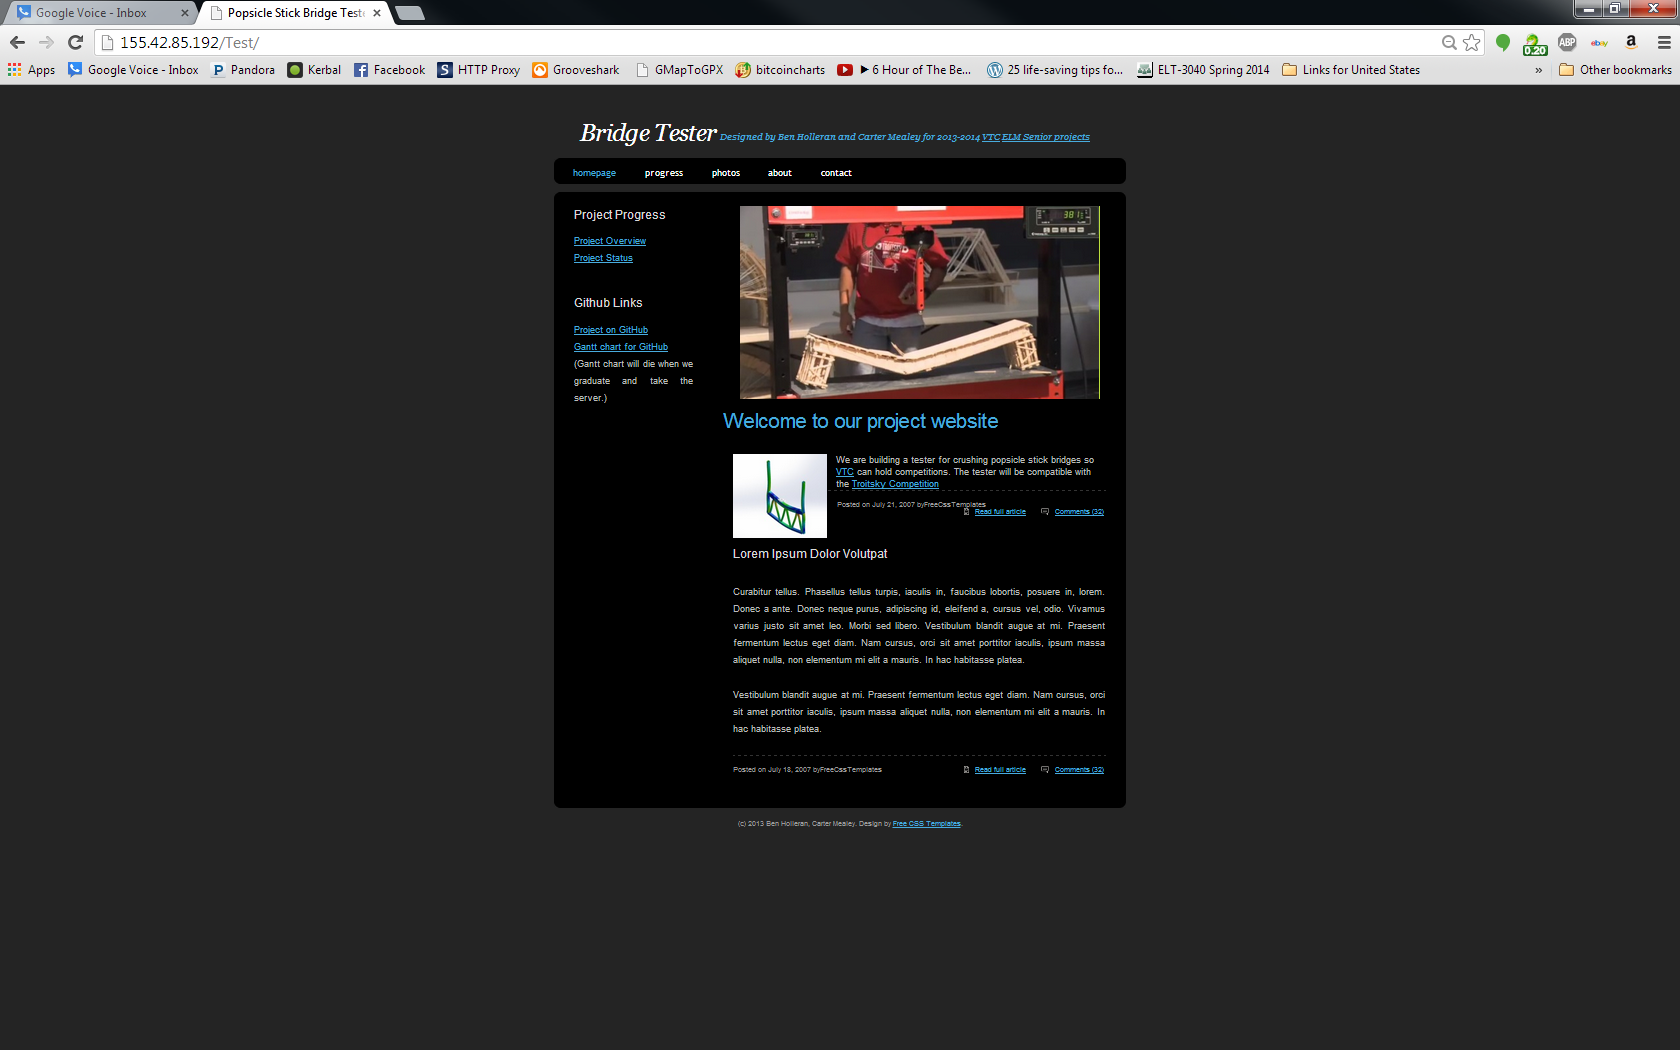 Google Voice - Inbox
Popsicle Stick Bridge Teste
155.42.85.192/Test/
0.20
ABP
ebay
a
Apps
Google Voice - Inbox
Pandora
Kerbal
Facebook
HTTP Proxy
Grooveshark
GMapToGPX
bitcoincharts
▶ 6 Hour of The Be...
25 life-saving tips fo...
ELT-3040 Spring 2014
Links for United States
»
Other bookmarks
Bridge Tester Designed by Ben Holleran and Carter Mealey for 2013-2014 VTC ELM Senior projects
homepage progress photos about contact
Project Progress
Project Overview
Project Status
Github Links
Project on GitHub
Gantt chart for GitHub
(Gantt chart will die when we
graduate and take the
server.)
381
Welcome to our project website
We are building a tester for crushing popsicle stick bridges so
VTC can hold competitions. The tester will be compatible with
the Troitsky Competition
Posted on July 21, 2007 byFreeCssTemplates
Read full article Comments (32)
Lorem Ipsum Dolor Volutpat
Curabitur tellus. Phasellus tellus turpis, iaculis in, faucibus lobortis, posuere in, lorem.
Donec a ante. Donec neque purus, adipiscing id, eleifend a, cursus vel, odio. Vivamus
varius justo sit amet leo. Morbi sed libero. Vestibulum blandit augue at mi. Praesent
fermentum lectus eget diam. Nam cursus, orci sit amet porttitor iaculis, ipsum massa
aliquet nulla, non elementum mi elit a mauris. In hac habitasse platea.
Vestibulum blandit augue at mi. Praesent fermentum lectus eget diam. Nam cursus, orci
sit amet porttitor iaculis, ipsum massa aliquet nulla, non elementum mi elit a mauris. In
hac habitasse platea.
Posted on July 18, 2007 byFreeCssTemplates
Read full article Comments (32)
(c) 2013 Ben Holleran, Carter Mealey. Design by Free CSS Templates.